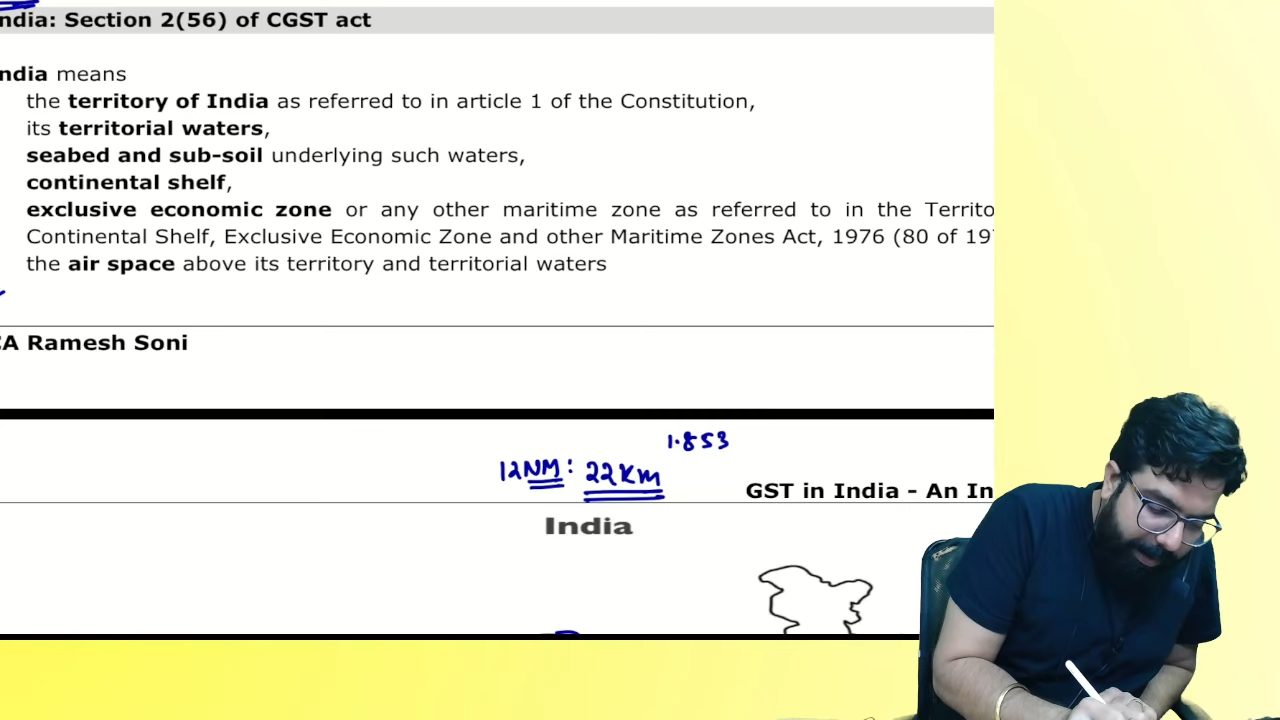 ndia: Section 2(56) of CGST act
ndia means
the territory of India as referred to in article 1 of the Constitution,
its territorial waters,
seabed and sub-soil underlying such waters,
continental shelf,
exclusive economic zone or any other maritime zone as referred to in the Territo
Continental Shelf, Exclusive Economic Zone and other Maritime Zones Act, 1976 (80 of 197
the air space above its territory and territorial waters
CA Ramesh Soni
1.853
12NM: 22Km
GST in India - An In
India